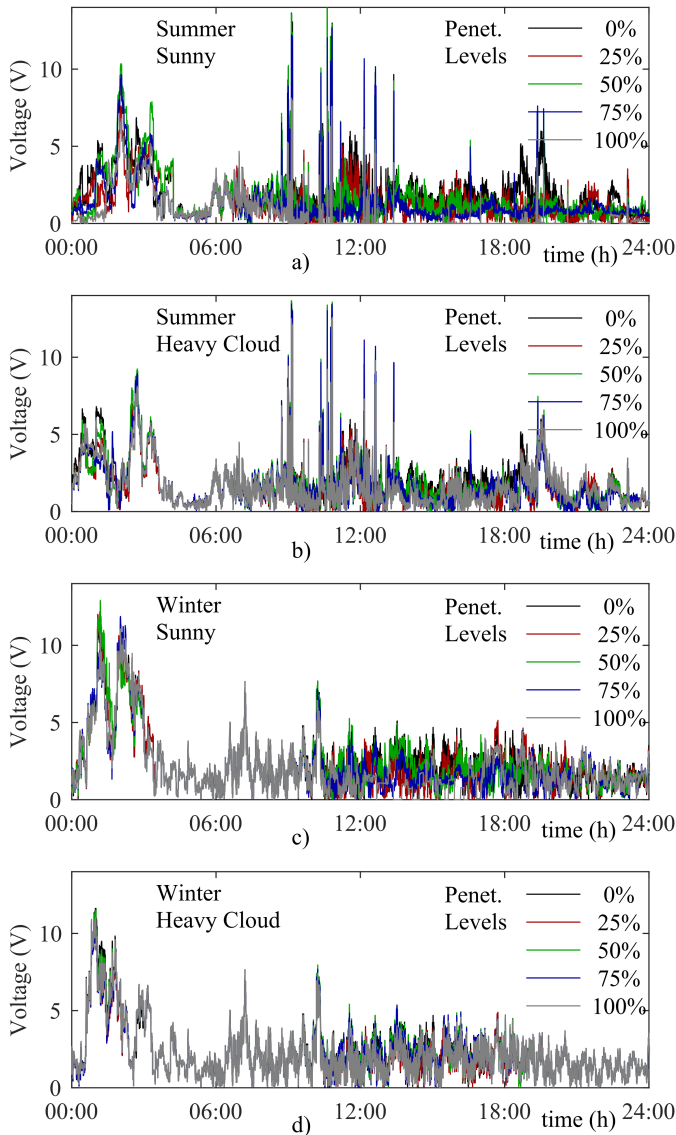 Summer Penet. 0%
Sunny Levels 25%
50%
75%
100%
Voltage (V)
10
5
0
00:00 06:00 12:00 18:00 24:00
time (h)
a)
Summer Penet. 0%
Heavy Cloud Levels 25%
50%
75%
100%
Voltage (V)
10
5
0
00:00 06:00 12:00 18:00 24:00
time (h)
b)
Winter Penet. 0%
Sunny Levels 25%
50%
75%
100%
Voltage (V)
10
5
0
00:00 06:00 12:00 18:00 24:00
time (h)
c)
Winter Penet. 0%
Heavy Cloud Levels 25%
50%
75%
100%
Voltage (V)
10
5
0
00:00 06:00 12:00 18:00 24:00
time (h)
d)